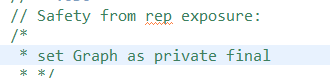 // Safety from rep exposure:
/*
* set Graph as private final
* */